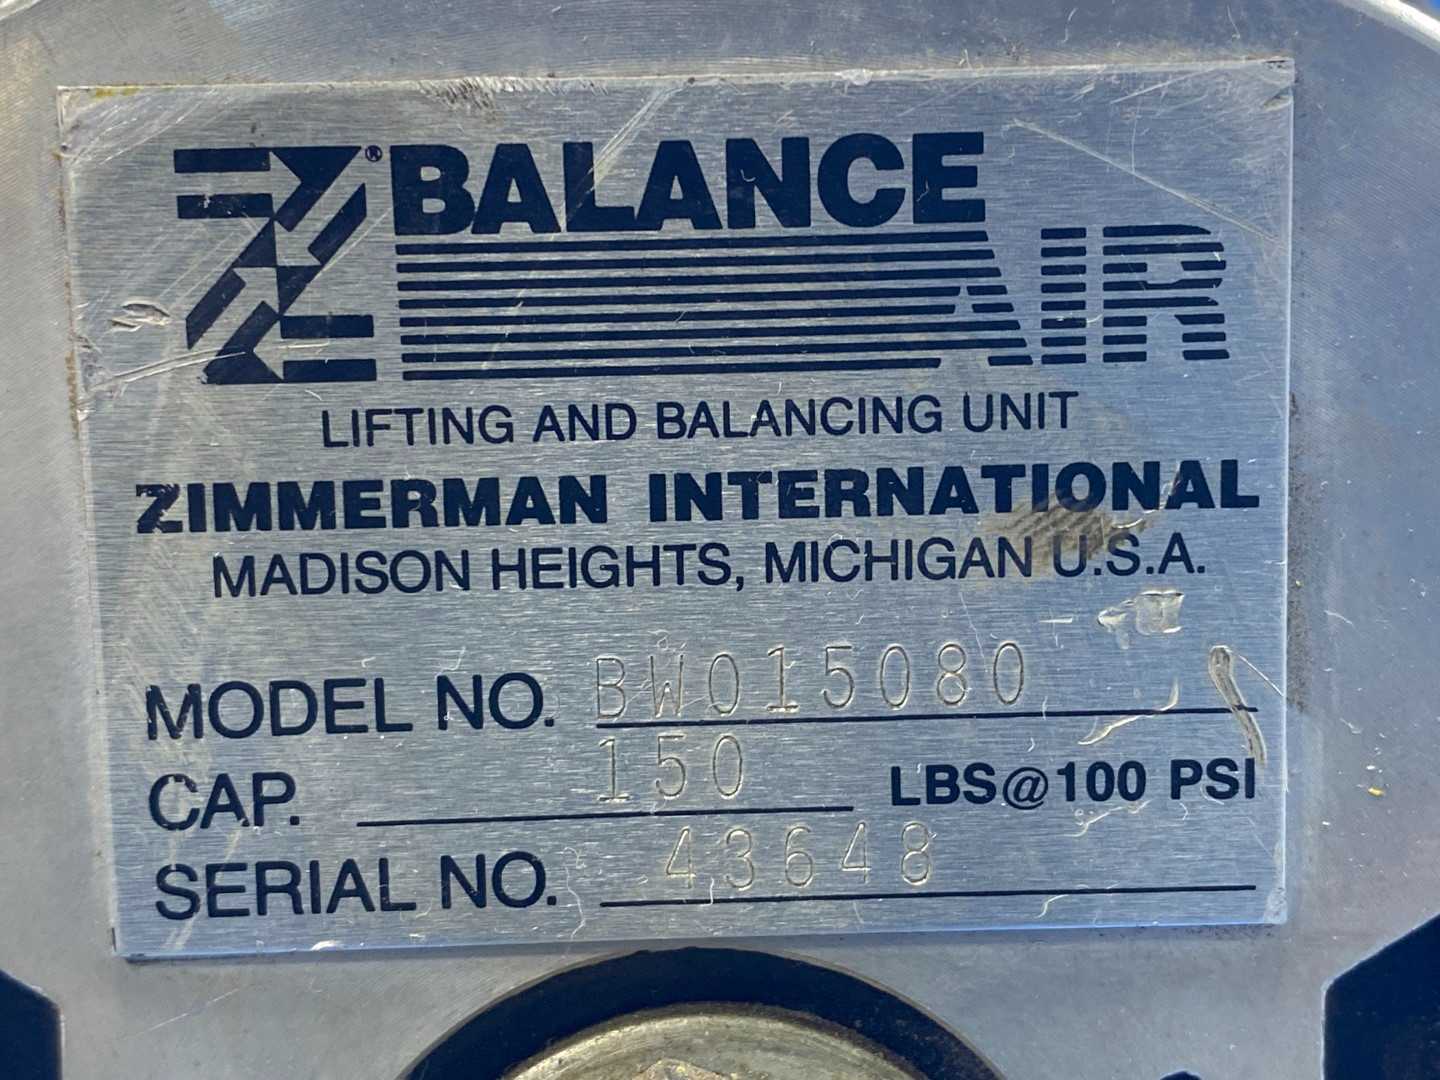 Z® BALANCE
AIR
LIFTING AND BALANCING UNIT
ZIMMERMAN INTERNATIONAL
MADISON HEIGHTS, MICHIGAN U.S.A.
MODEL NO. BW015080
CAP. 150 LBS@100 PSI
SERIAL NO. 43648